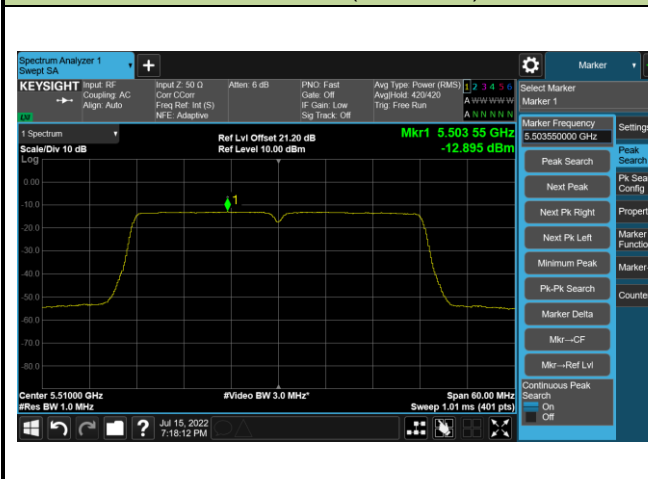 Spectrum Analyzer 1
Swept SA
Marker
KEYSIGHT
Input: RF
Coupling: AC
Align: Auto
Input Z: 50 Ω
Corr CCorr
Freq Ref: Int (S)
NFE: Adaptive
Atten: 6 dB
PNO: Fast
Gate: Off
IF Gain: Low
Sig Track: Off
Avg Type: Power (RMS)
Avg|Hold: 420/420
Trig: Free Run
1 2 3 4 5 6
A W W W W W
A N N N N N
Select Marker
Marker 1
1 Spectrum
Scale/Div 10 dB
Log
Ref Lvl Offset 21.20 dB
Ref Level 10.00 dBm
Mkr1 5.503 55 GHz
-12.895 dBm
Marker Frequency
5.503550000 GHz
Peak Search
Next Peak
Next Pk Right
Next Pk Left
Minimum Peak
Pk-Pk Search
Marker Delta
Mkr→CF
Mkr→Ref Lvl
Continuous Peak
Search
On
Off
Settings
Peak
Search
Pk Sea
Config
Propert
Marker
Functio
Marker
Counte
0.00
-10.0
-20.0
-30.0
-40.0
-50.0
-60.0
-70.0
-80.0
1
Center 5.51000 GHz
#Res BW 1.0 MHz
#Video BW 3.0 MHz*
Span 60.00 MHz
Sweep 1.01 ms (401 pts)
Jul 15, 2022
7:18:12 PM